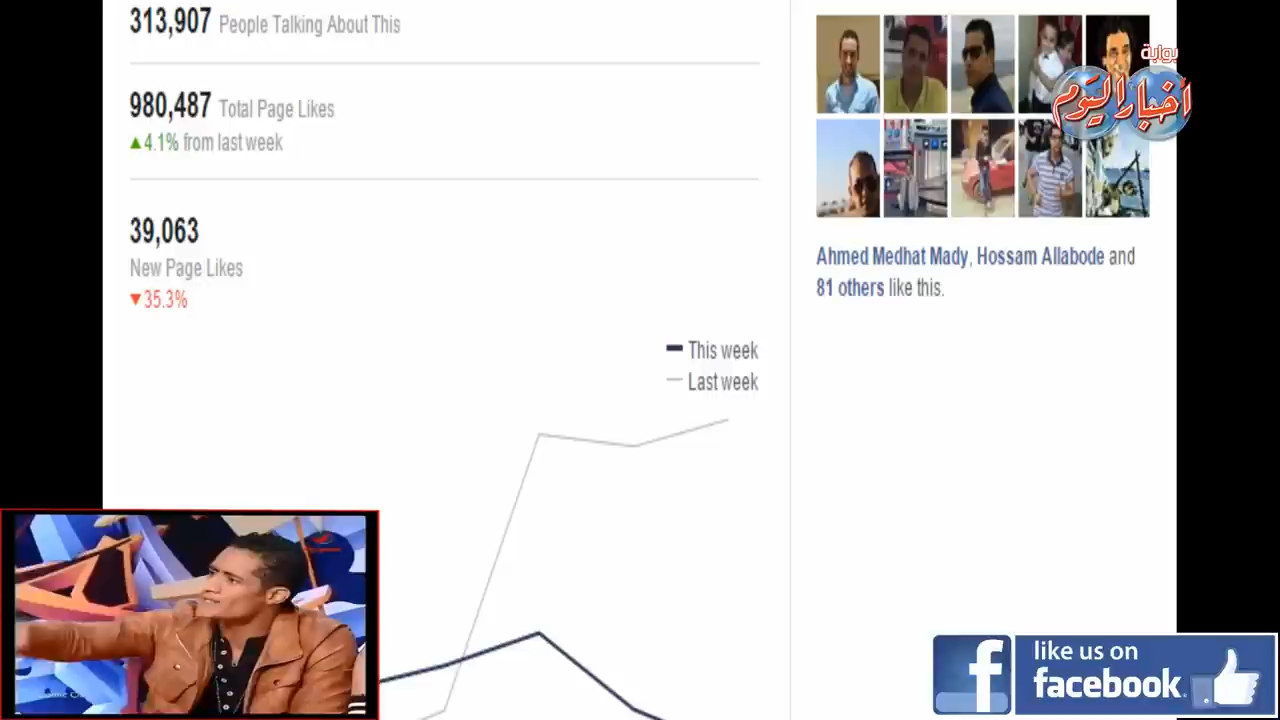 313,907 People Talking About This
980,487 Total Page Likes
▲4.1% from last week
39,063
New Page Likes
▼35.3%
This week
Last week
بوابة
أخبار اليوم
Ahmed Medhat Mady, Hossam Allabode and
81 others like this.
like us on
facebook